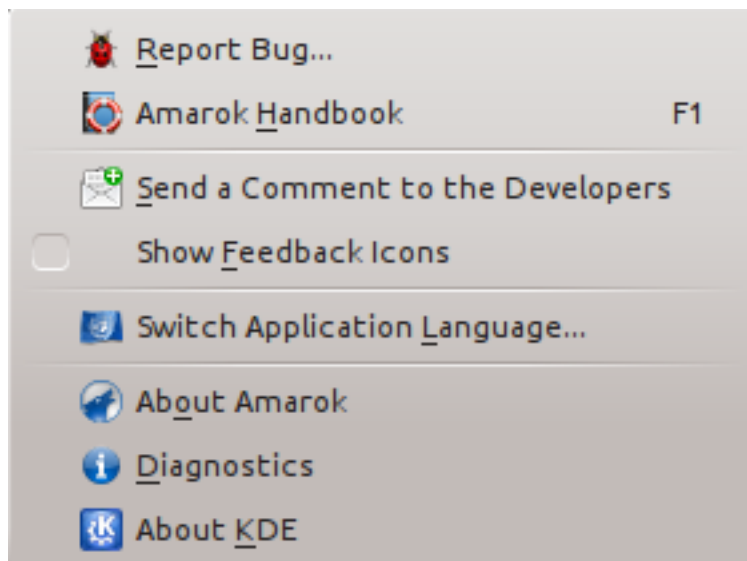 Report Bug...
Amarok Handbook F1
Send a Comment to the Developers
Show Feedback Icons
Switch Application Language...
About Amarok
Diagnostics
About KDE